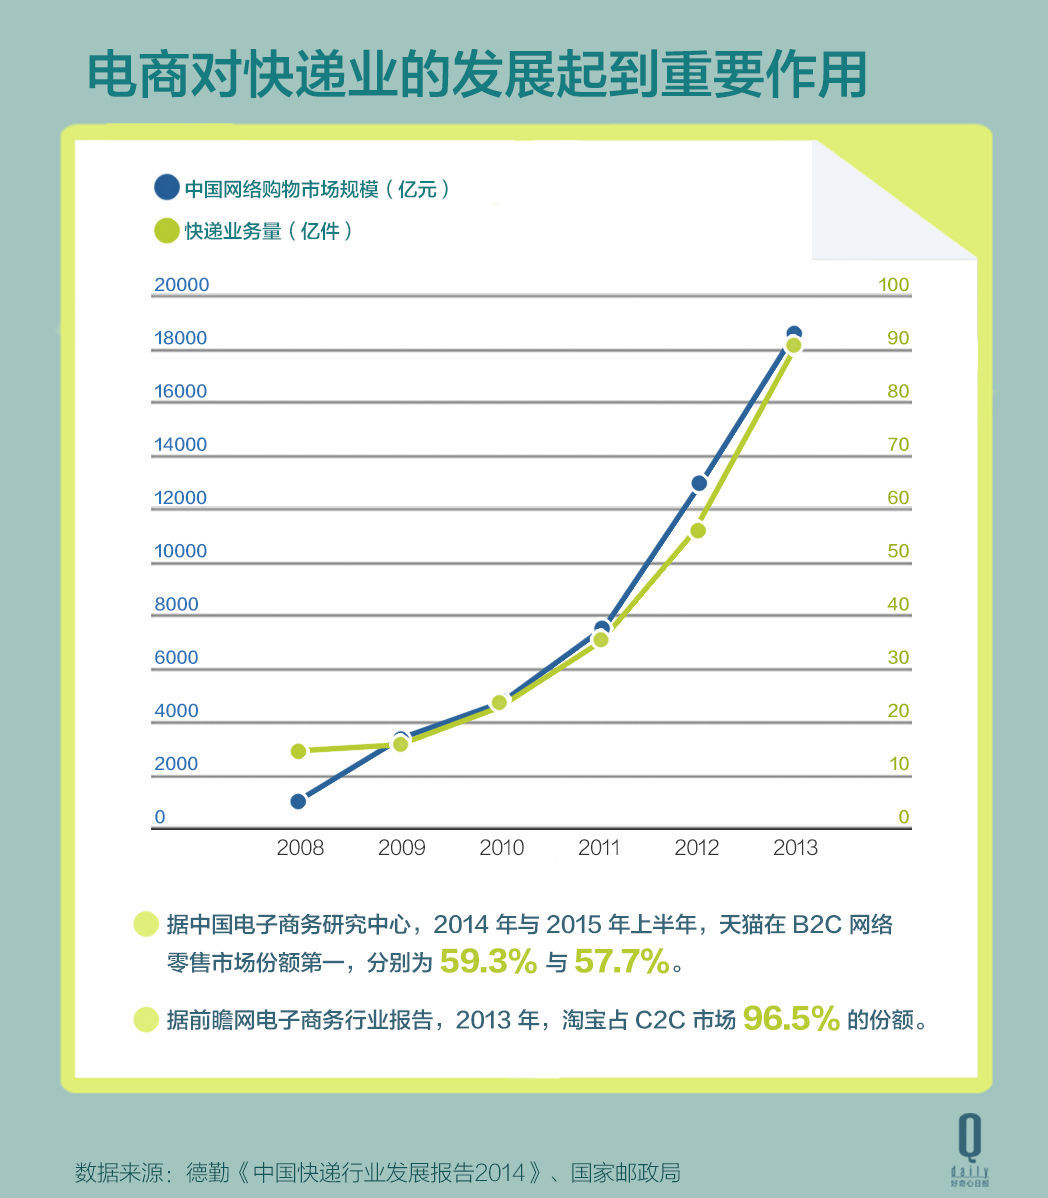 电商对快递业的发展起到重要作用
中国网络购物市场规模（亿元）
快递业务量（亿件）
20000 100
18000 90
16000 80
14000 70
12000 60
10000 50
8000 40
6000 30
4000 20
2000 10
0 0
2008 2009 2010 2011 2012 2013
据中国电子商务研究中心，2014 年与 2015 年上半年，天猫在 B2C 网络
零售市场份额第一，分别为 59.3% 与 57.7%。
据前瞻网电子商务行业报告，2013 年，淘宝占 C2C 市场 96.5% 的份额。
Q
daily
好奇心日报
数据来源：德勤《中国快递行业发展报告2014》、国家邮政局